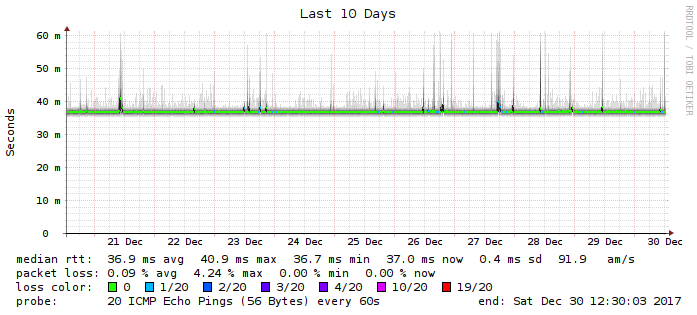 Last 10 Days
RRDTOOL / TOBI OETIKER
Seconds
60 m
50 m
40 m
30 m
20 m
10 m
0
21 Dec 22 Dec 23 Dec 24 Dec 25 Dec 26 Dec 27 Dec 28 Dec 29 Dec 30 Dec
median rtt: 36.9 ms avg 40.9 ms max 36.7 ms min 37.0 ms now 0.4 ms sd 91.9 am/s
packet loss: 0.09 % avg 4.24 % max 0.00 % min 0.00 % now
loss color: 0 1/20 2/20 3/20 4/20 10/20 19/20
probe: 20 ICMP Echo Pings (56 Bytes) every 60s end: Sat Dec 30 12:30:03 2017